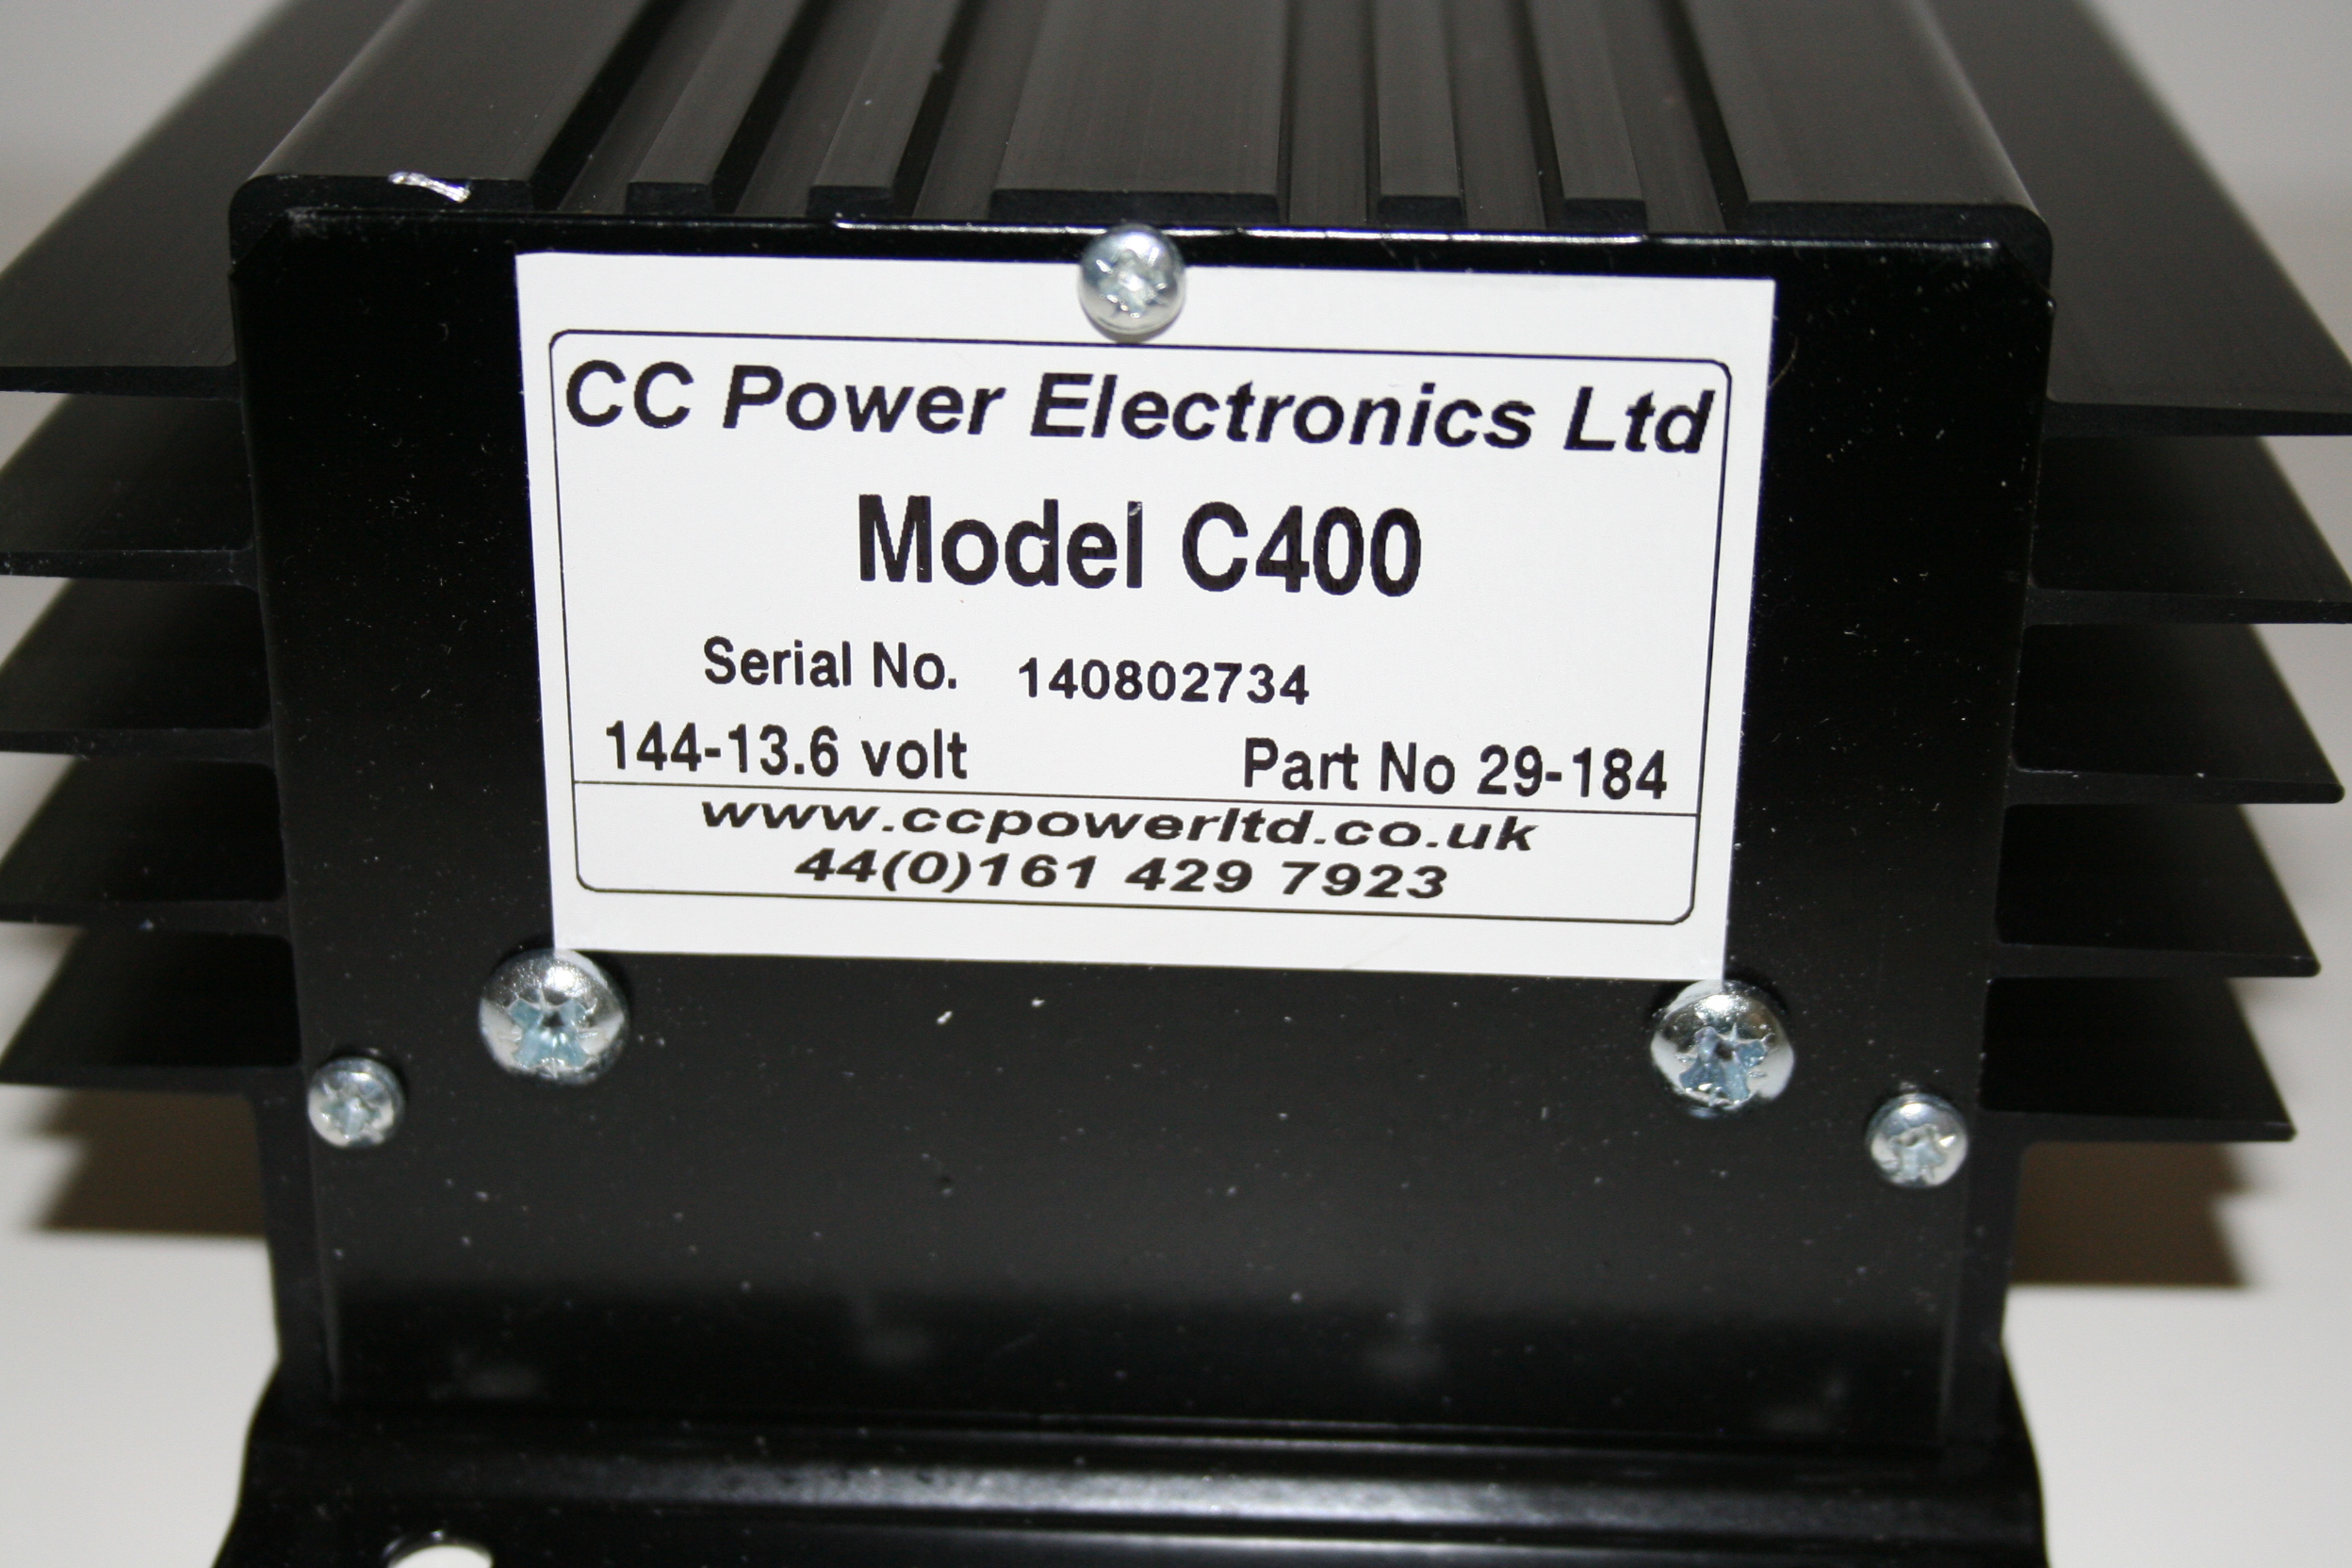 CC Power Electronics Ltd
Model C400
Serial No. 140802734
144-13.6 volt Part No 29-184
www.ccpowerltd.co.uk
44(0)161 429 7923